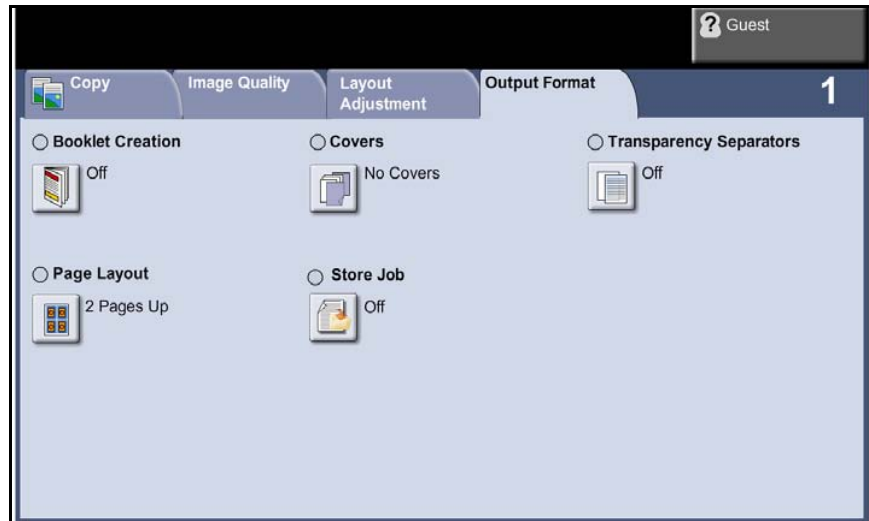 ? Guest
Copy
Image Quality
Layout
Adjustment
Output Format
1
Booklet Creation
Off
Covers
No Covers
Transparency Separators
Off
Page Layout
2 Pages Up
Store Job
Off